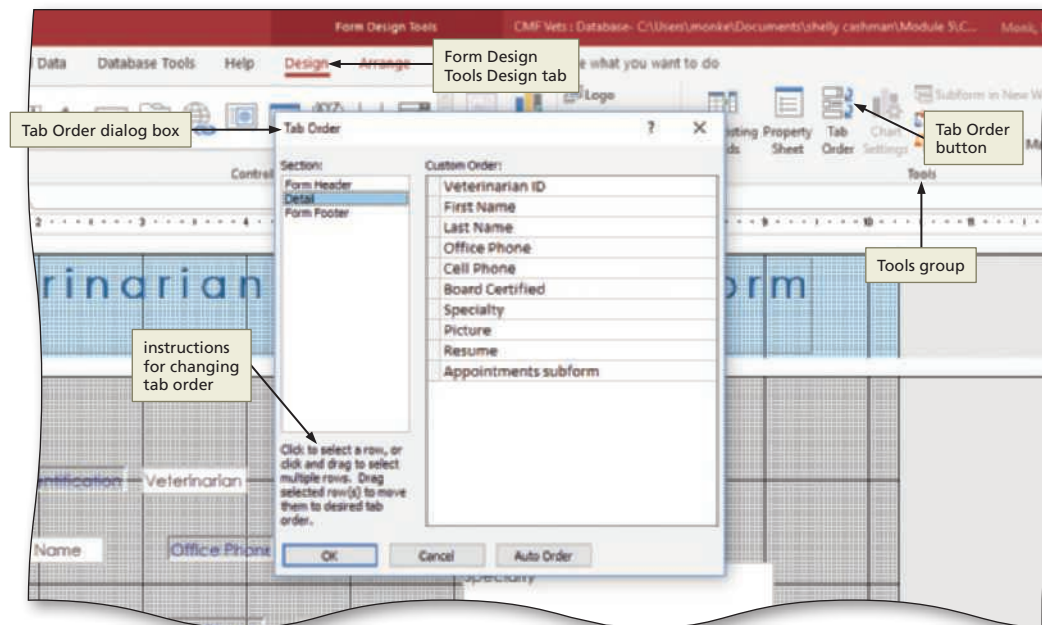 Form Design Tools
CMF Vets : Database- C:\Users\monke\Documents\shelly cashman\Module 5\C...
Monk,
Data
Database Tools
Help
Design
Arrange
Form Design
Tools Design tab
what you want to do
Logo
Subform in New W
Tab Order dialog box
Tab Order
?
Property
Sheet
Tab
Order
Chart
Settings
Tab Order
button
Tools
Tools group
Section:
Form Header
Detail
Form Footer
Custom Order:
Veterinarian ID
First Name
Last Name
Office Phone
Cell Phone
Board Certified
Specialty
Picture
Resume
Appointments subform
rinarian
orm
instructions
for changing
tab order
Click to select a row, or
click and drag to select
multiple rows. Drag
selected row(s) to move
them to desired tab
order.
OK
Cancel
Auto Order
entification
Veterinarian
Name
Office Phone
Specialty